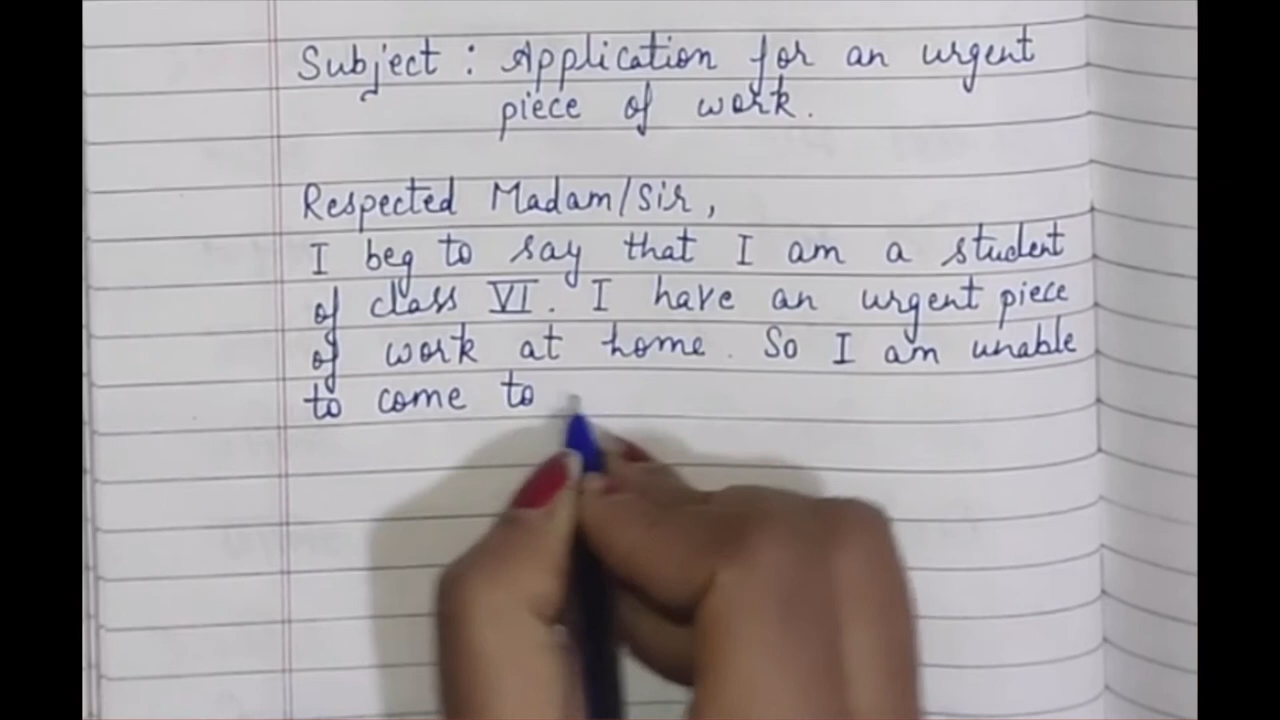 Subject : Application for an urgent
piece of work.
Respected Madam/Sir,
I beg to say that I am a student
of class VI. I have an urgent piece
of work at home. So I am unable
to come to